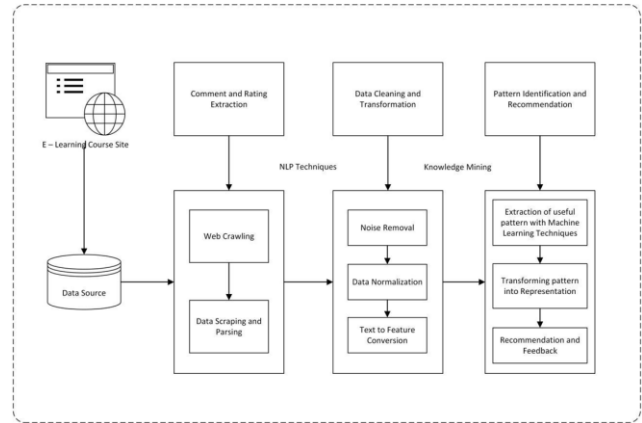 Comment and Rating
Extraction
Data Cleaning and
Transformation
Pattern Identification and
Recommendation
E – Learning Course Site
NLP Techniques
Knowledge Mining
Data Source
Web Crawling
Data Scraping and
Parsing
Noise Removal
Data Normalization
Text to Feature
Conversion
Extraction of useful
pattern with Machine
Learning Techniques
Transforming pattern
into Representation
Recommendation and
Feedback